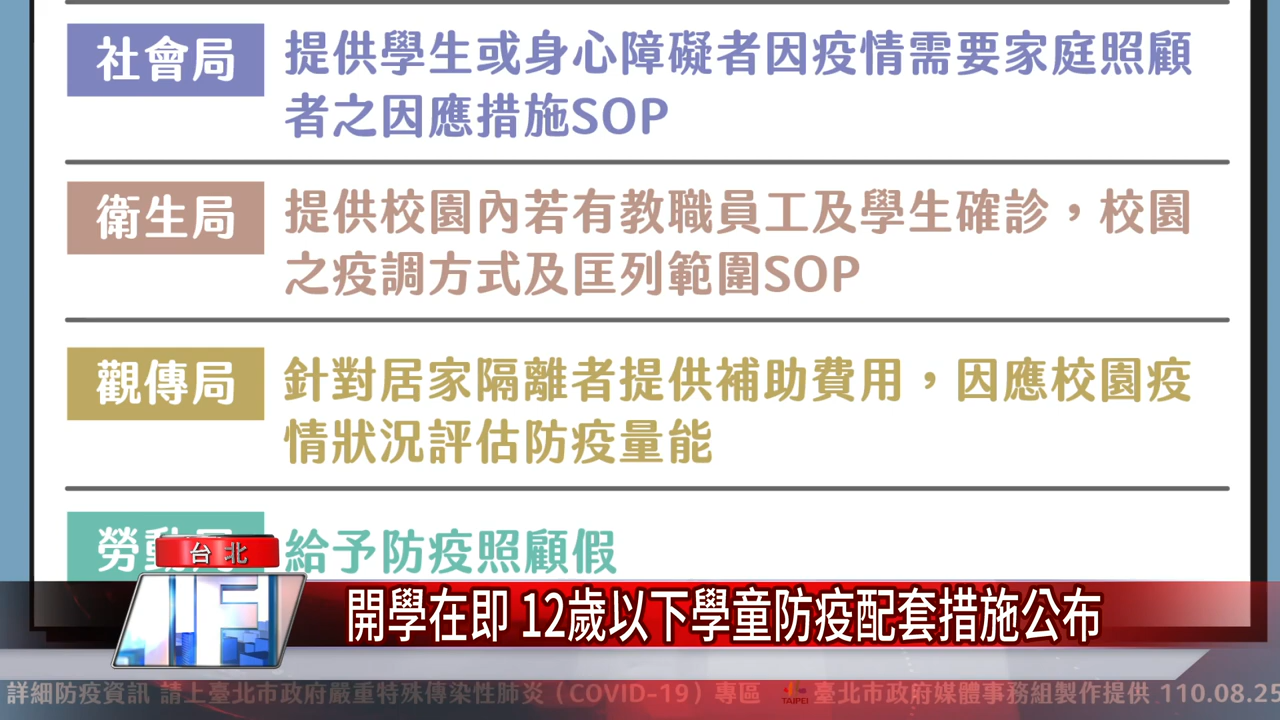 社會局
提供學生或身心障礙者因疫情需要家庭照顧
者之因應措施SOP
衛生局
提供校園內若有教職員工及學生確診，校園
之疫調方式及匡列範圍SOP
觀傳局
針對居家隔離者提供補助費用，因應校園疫
情狀況評估防疫量能
勞動局
給予防疫照顧假
台北
開學在即 12歲以下學童防疫配套措施公布
詳細防疫資訊 請上臺北市政府嚴重特殊傳染性肺炎（COVID-19）專區 TAIPEI 臺北市政府媒體事務組製作提供 110.08.25